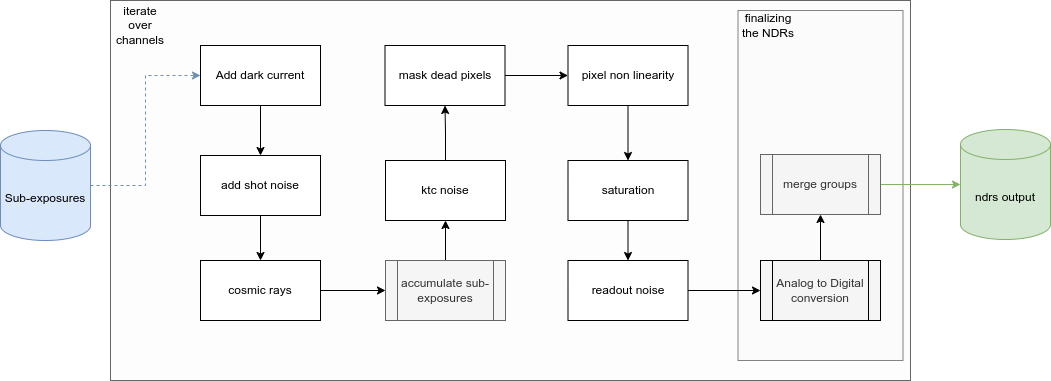 iterate
over
channels
finalizing
the NDRs
Add dark current
mask dead pixels
pixel non linearity
Sub-exposures
add shot noise
ktc noise
saturation
merge groups
ndrs output
cosmic rays
accumulate sub-
exposures
readout noise
Analog to Digital
conversion